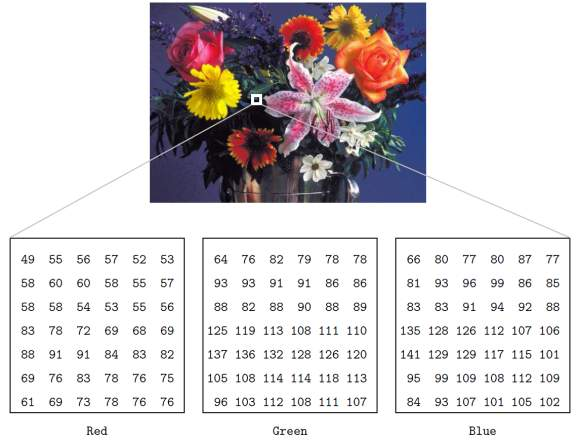 49 55 56 57 52 53
58 60 60 58 55 57
58 58 54 53 55 56
83 78 72 69 68 69
88 91 91 84 83 82
69 76 83 78 76 75
61 69 73 78 76 76
Red
64 76 82 79 78 78
93 93 91 91 86 86
88 82 88 90 88 89
125 119 113 108 111 110
137 136 132 128 126 120
105 108 114 114 118 113
96 103 112 108 111 107
Green
66 80 77 80 87 77
81 93 96 99 86 85
83 83 91 94 92 88
135 128 126 112 107 106
141 129 129 117 115 101
95 99 109 108 112 109
84 93 107 101 105 102
Blue